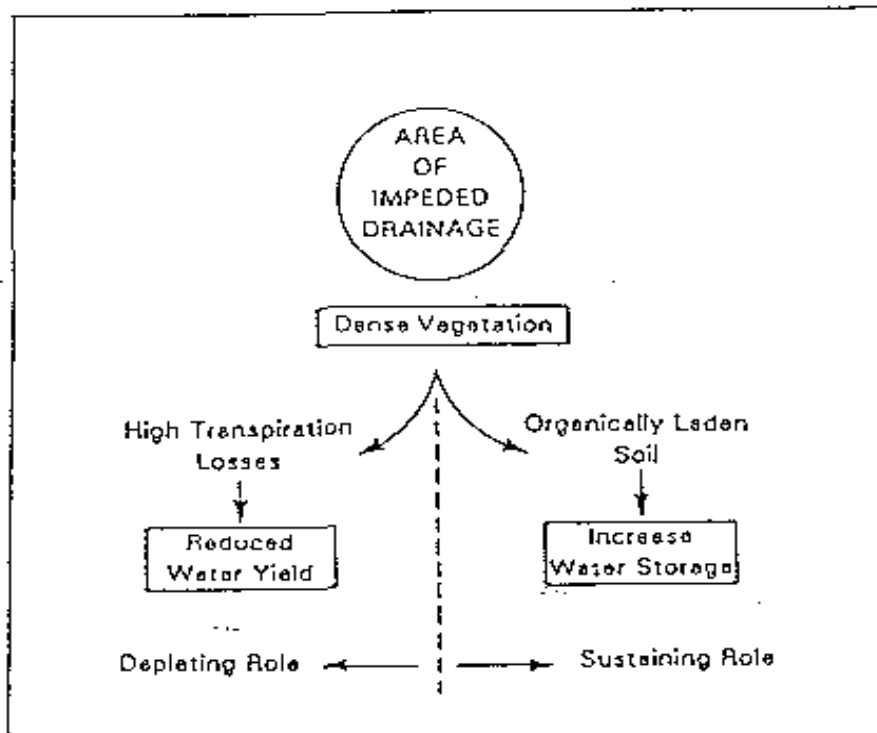 AREA
OF
IMPEDED
DRAINAGE
Dense Vegetation
High Transpiration
Losses
Organically Laden
Soil
Reduced
Water Yield
Increase
Water Storage
Depleting Role
Sustaining Role